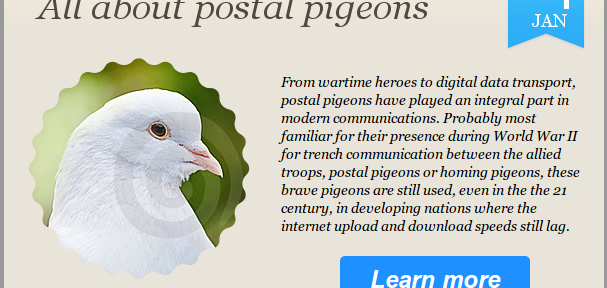 All about postal pigeons
JAN
From wartime heroes to digital data transport,
postal pigeons have played an integral part in
modern communications. Probably most
familiar for their presence during World War II
for trench communication between the allied
troops, postal pigeons or homing pigeons, these
brave pigeons are still used, even in the the 21
century, in developing nations where the
internet upload and download speeds still lag.
Learn more